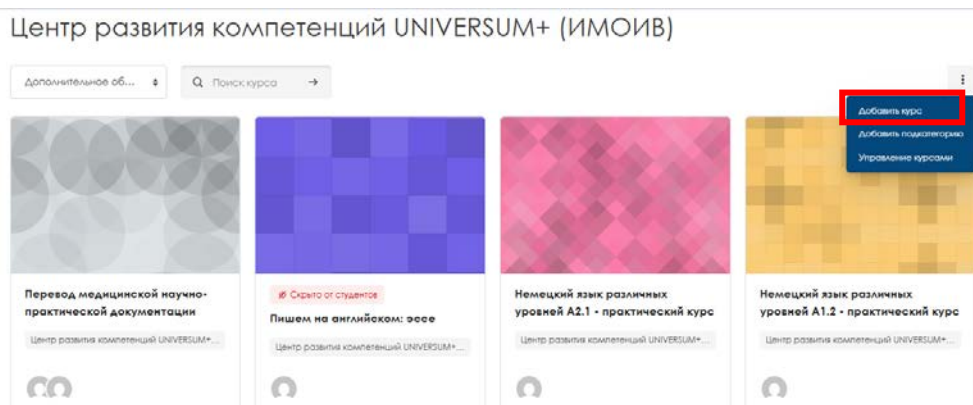 Центр развития компетенций UNIVERSUM+ (ИМОИВ)
Дополнительное об...
Поиск курса
Добавить курс
Добавить подкатегорию
Управление курсами
Перевод медицинской научно-
практической документации
Центр развития компетенций UNIVERSUM+...
Скрыто от студентов
Пишем на английском: эссе
Центр развития компетенций UNIVERSUM+...
Немецкий язык различных
уровней A2.1 - практический курс
Центр развития компетенций UNIVERSUM+...
Немецкий язык различных
уровней A1.2 - практический курс
Центр развития компетенций UNIVERSUM+...